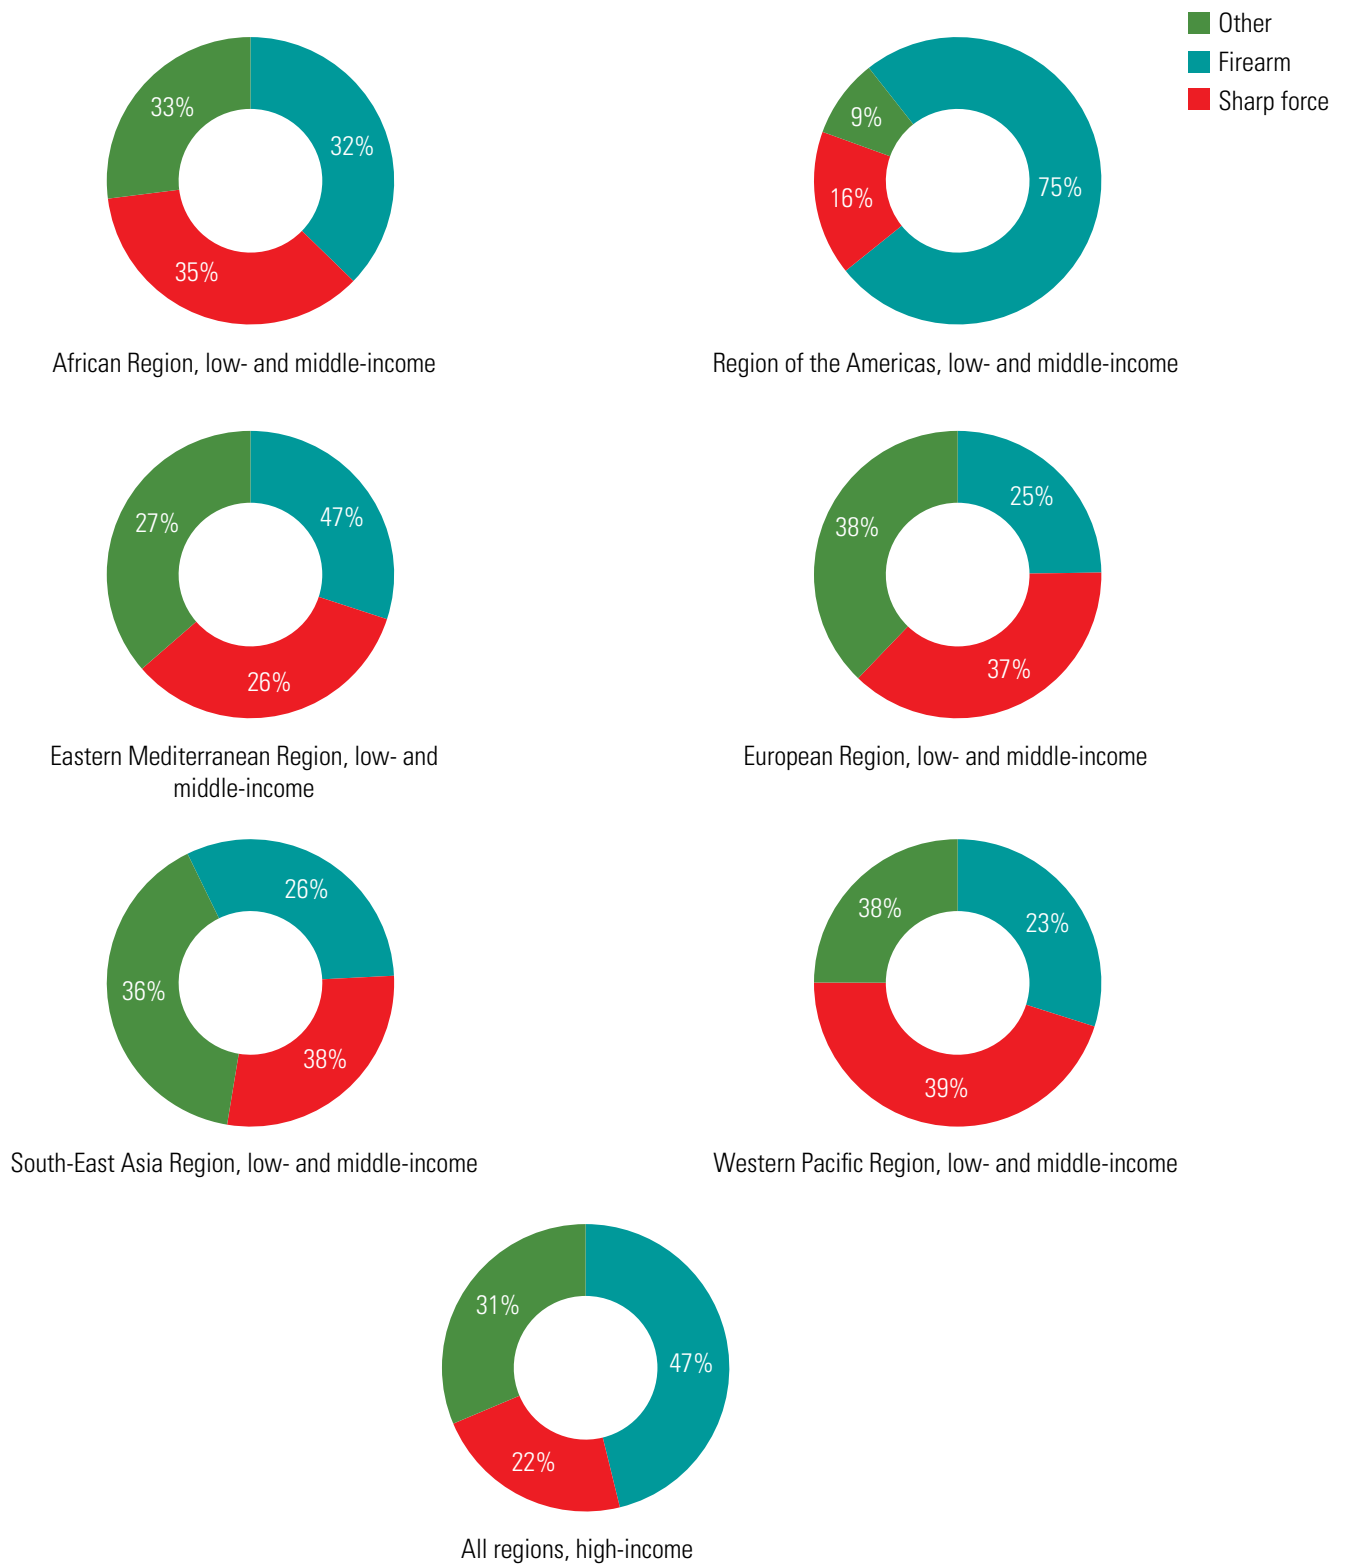 Other
Firearm
Sharp force
33%
32%
35%
African Region, low- and middle-income
9%
75%
16%
Region of the Americas, low- and middle-income
27%
47%
26%
Eastern Mediterranean Region, low- and
middle-income
25%
38%
37%
European Region, low- and middle-income
26%
36%
38%
South-East Asia Region, low- and middle-income
38%
23%
39%
Western Pacific Region, low- and middle-income
31%
47%
22%
All regions, high-income